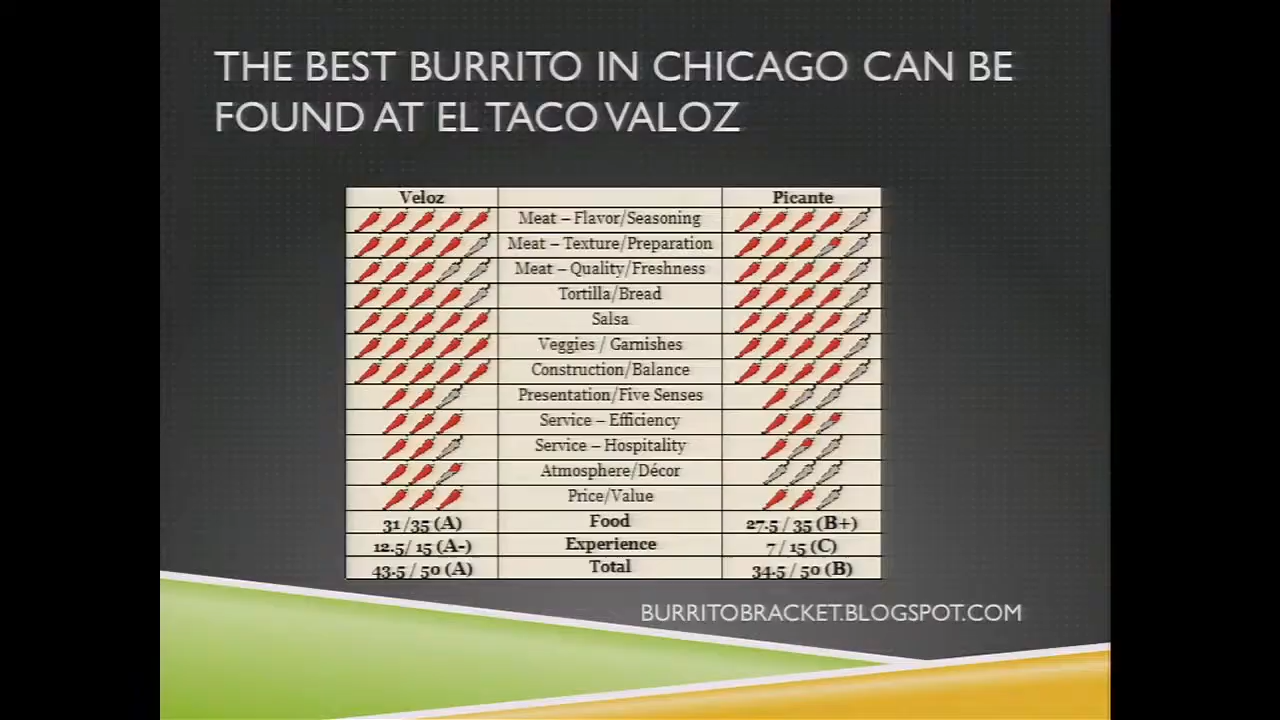 THE BEST BURRITO IN CHICAGO CAN BE
FOUND AT EL TACO VALOZ
Veloz Picante
Meat – Flavor/Seasoning
Meat – Texture/Preparation
Meat – Quality/Freshness
Tortilla/Bread
Salsa
Veggies / Garnishes
Construction/Balance
Presentation/Five Senses
Service – Efficiency
Service – Hospitality
Atmosphere/Décor
Price/Value
31 /35 (A) Food 27.5 / 35 (B+)
12.5/ 15 (A-) Experience 7 / 15 (C)
43.5 / 50 (A) Total 34.5 / 50 (B)
BURRITOBRACKET.BLOGSPOT.COM